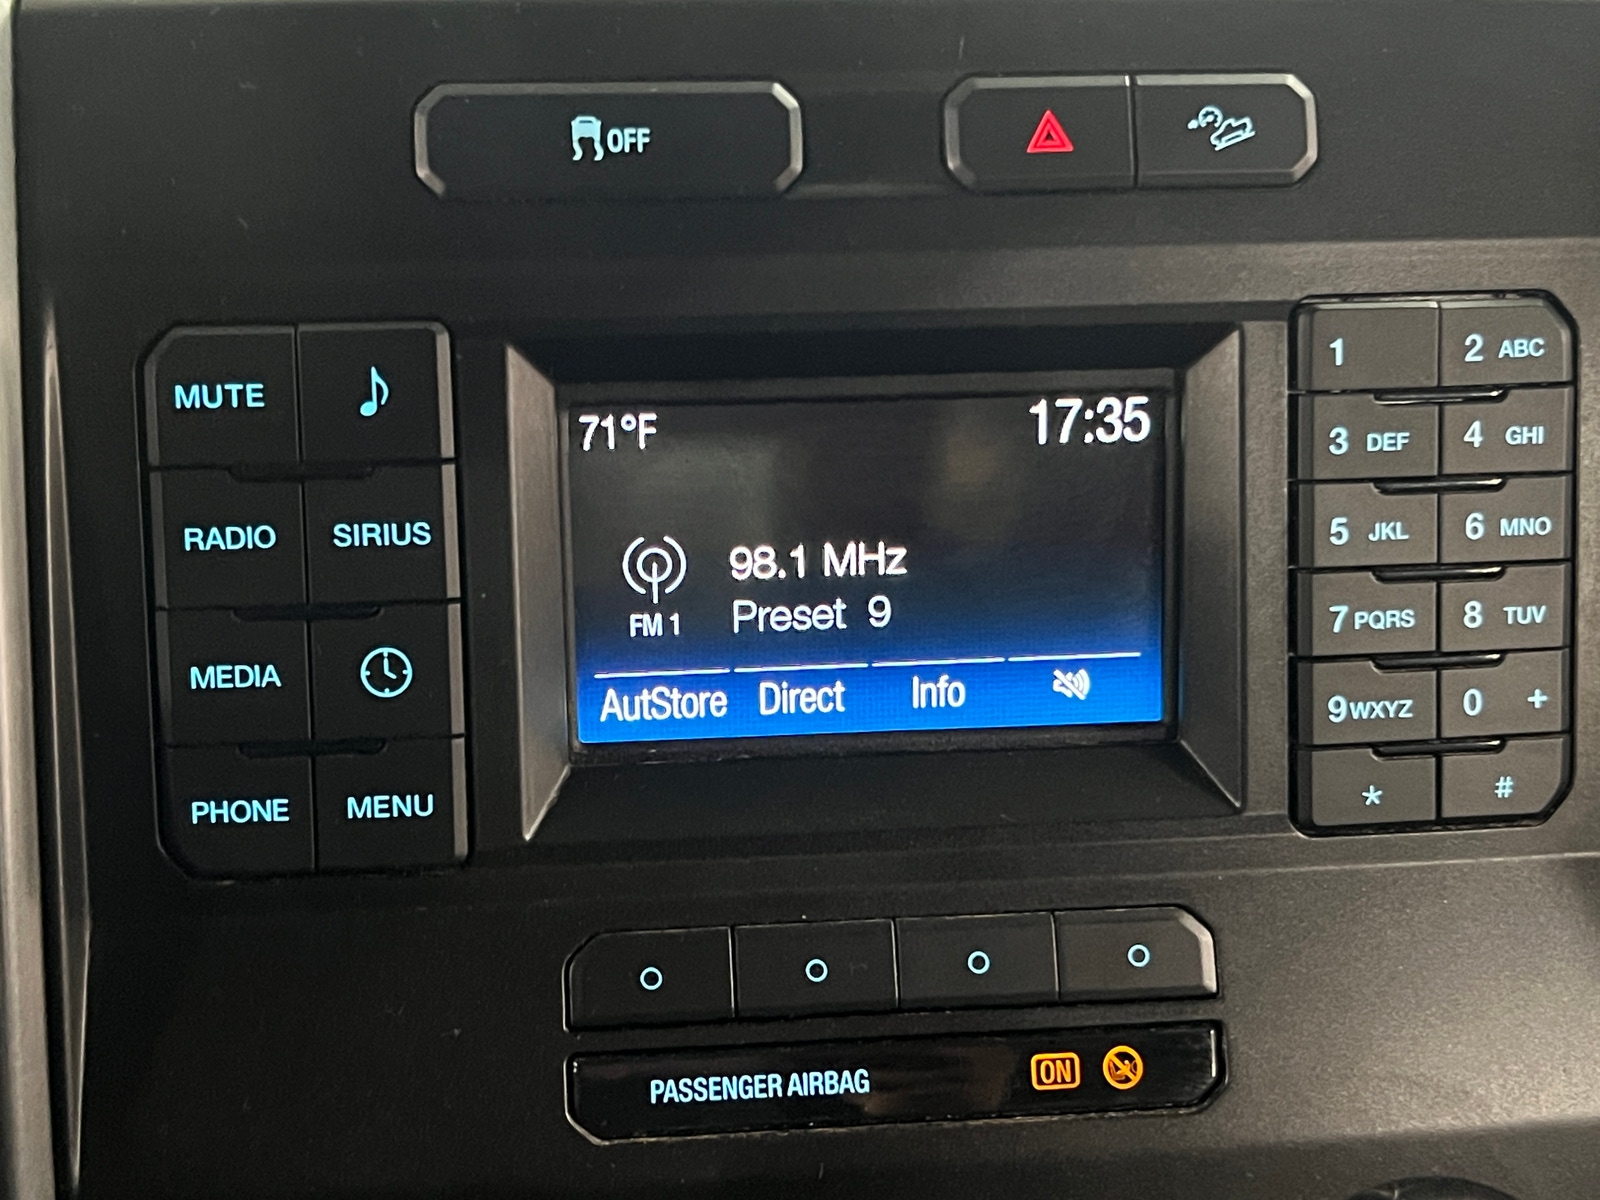 OFF
MUTE
RADIO
SIRIUS
MEDIA
PHONE
MENU
71°F
17:35
98.1 MHz
FM 1
Preset 9
AutStore
Direct
Info
1
2 ABC
3 DEF
4 GHI
5 JKL
6 MNO
7 PQRS
8 TUV
9 WXYZ
0 +
*
#
PASSENGER AIRBAG
ON